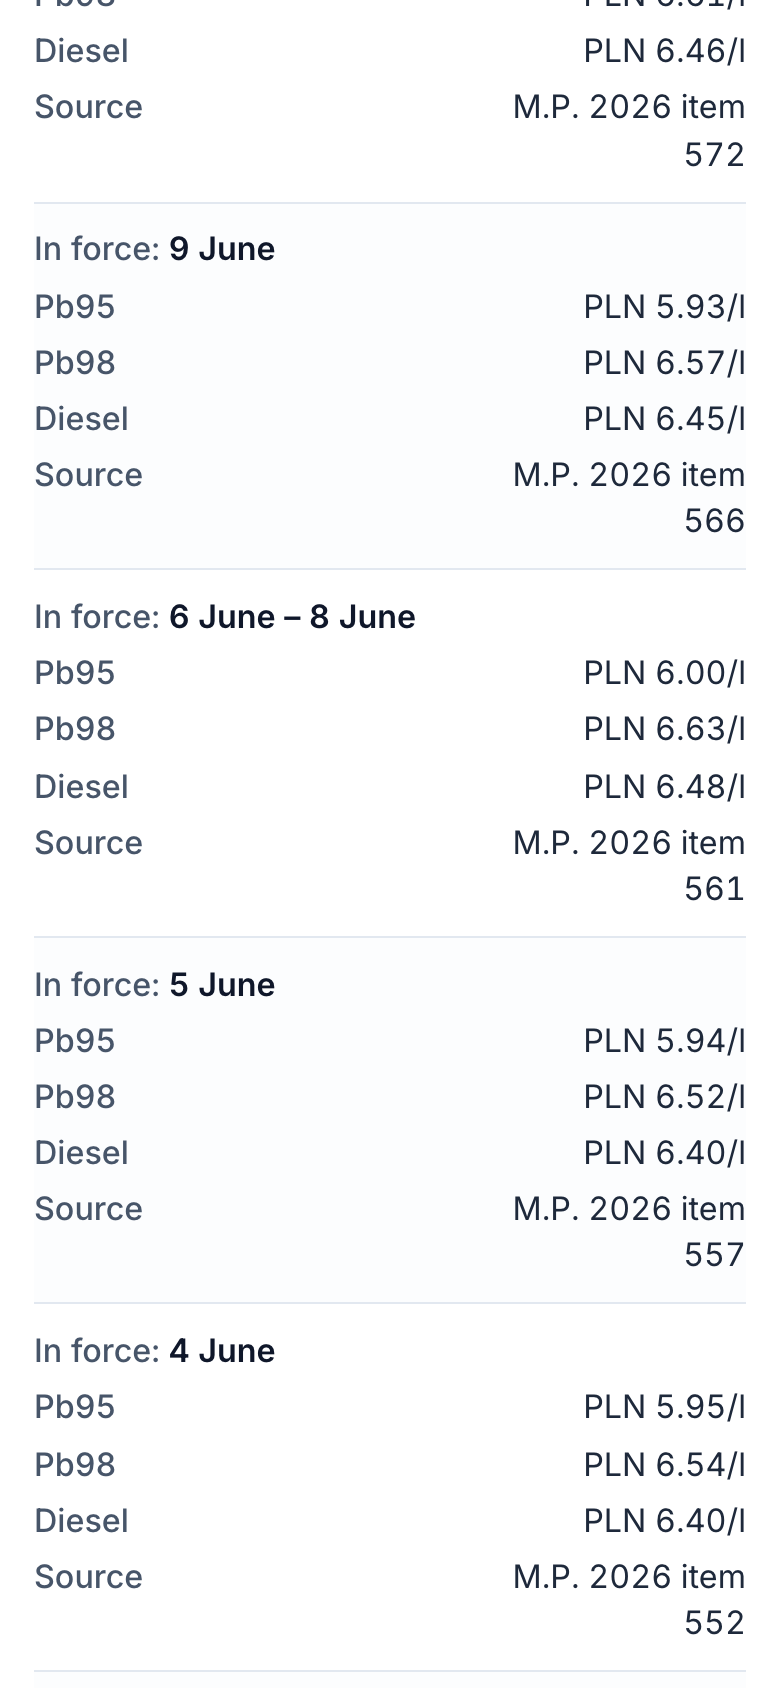 Diesel PLN 6.46/l
Source M.P. 2026 item
572
In force: 9 June
Pb95 PLN 5.93/l
Pb98 PLN 6.57/l
Diesel PLN 6.45/l
Source M.P. 2026 item
566
In force: 6 June – 8 June
Pb95 PLN 6.00/l
Pb98 PLN 6.63/l
Diesel PLN 6.48/l
Source M.P. 2026 item
561
In force: 5 June
Pb95 PLN 5.94/l
Pb98 PLN 6.52/l
Diesel PLN 6.40/l
Source M.P. 2026 item
557
In force: 4 June
Pb95 PLN 5.95/l
Pb98 PLN 6.54/l
Diesel PLN 6.40/l
Source M.P. 2026 item
552